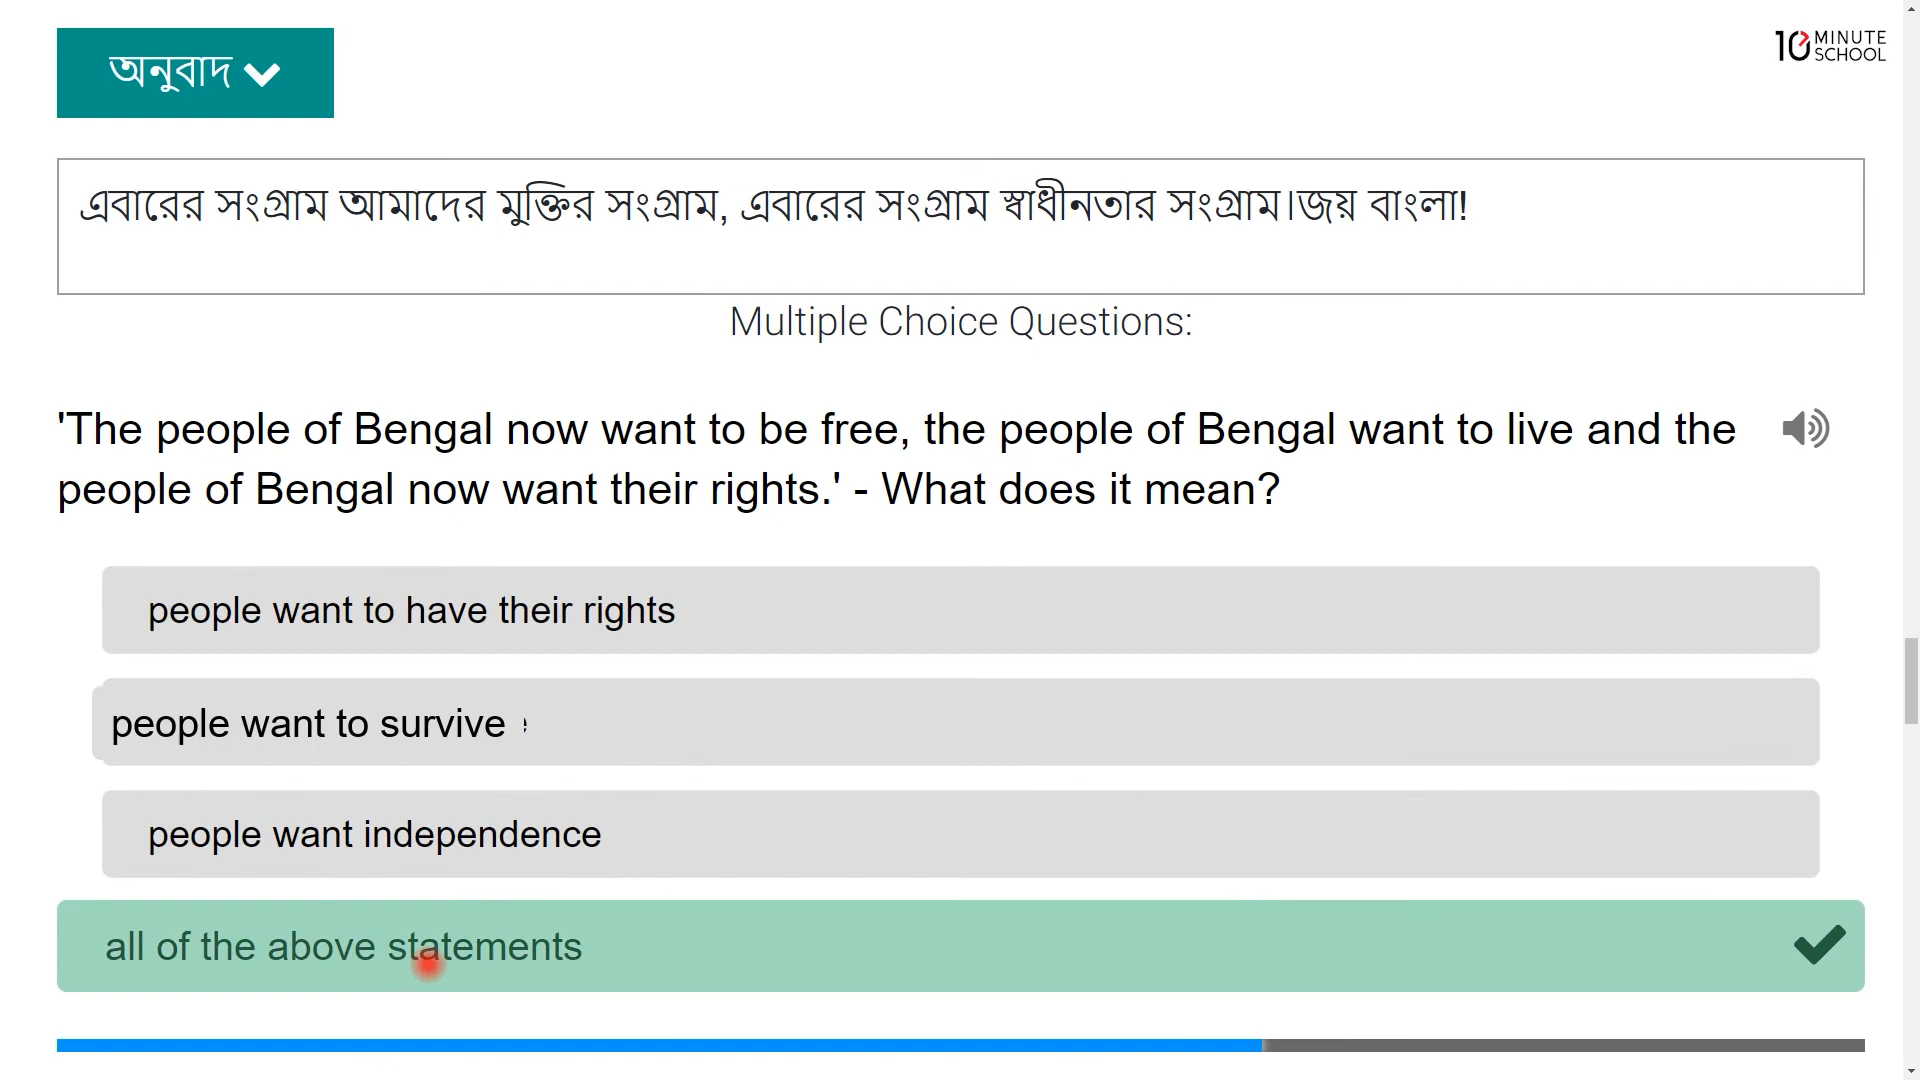 অনুবাদ
10 MINUTE SCHOOL
এবারের সংগ্রাম আমাদের মুক্তির সংগ্রাম, এবারের সংগ্রাম স্বাধীনতার সংগ্রাম।জয় বাংলা!
Multiple Choice Questions:
'The people of Bengal now want to be free, the people of Bengal want to live and the
people of Bengal now want their rights.' - What does it mean?
people want to have their rights
people want to survive
people want independence
all of the above statements